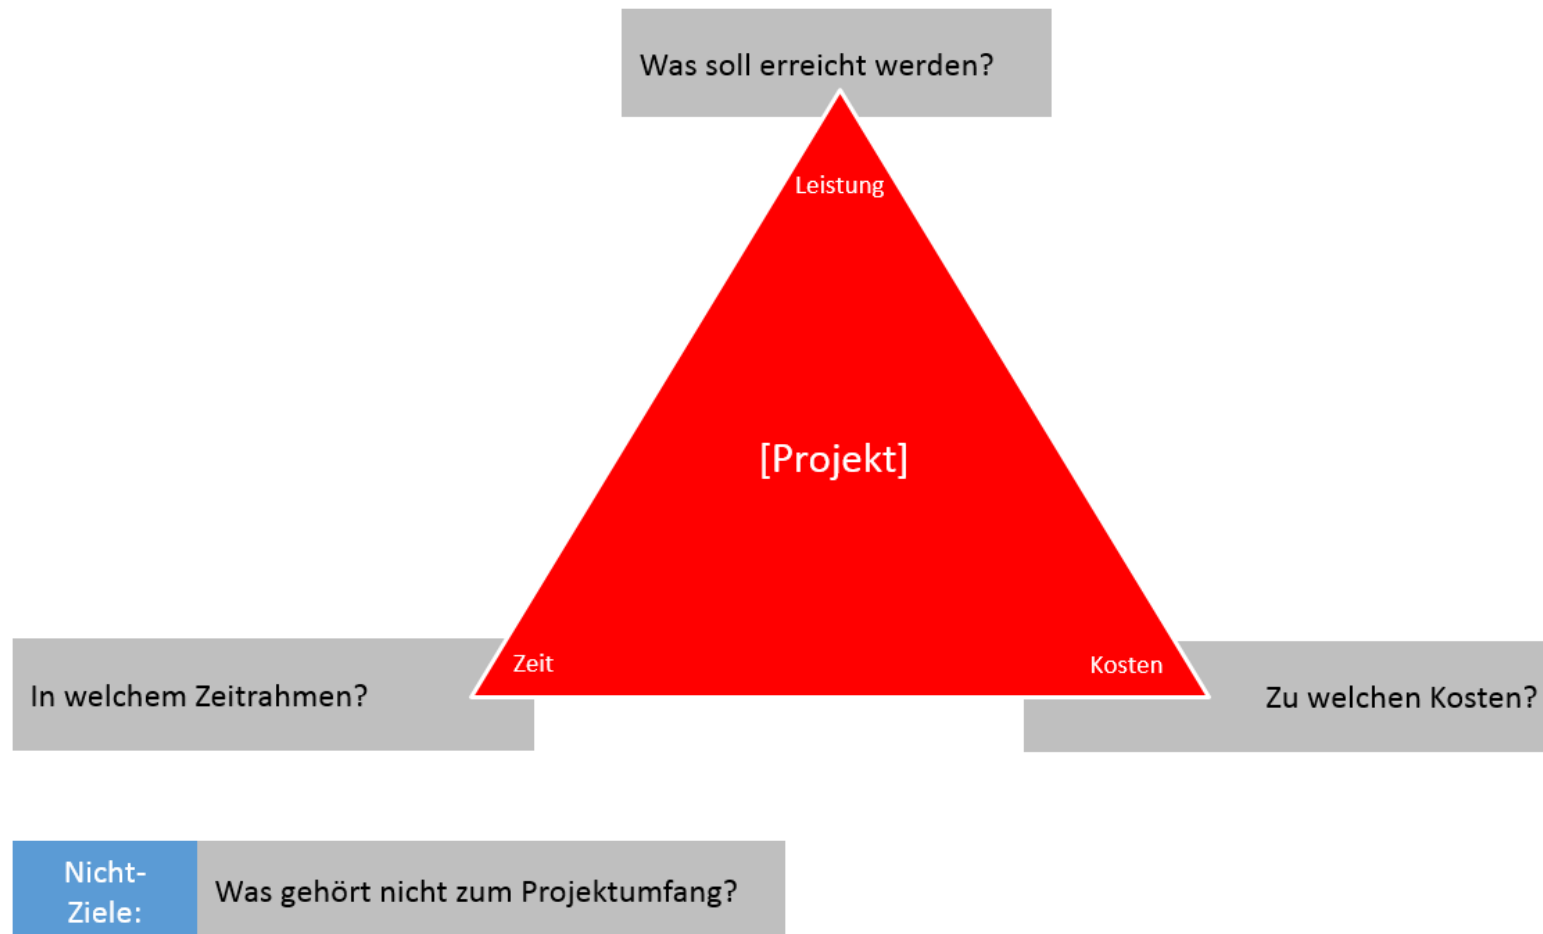 Was soll erreicht werden?
Leistung
[Projekt]
Zeit
Kosten
In welchem Zeitrahmen?
Zu welchen Kosten?
Nicht-
Ziele:
Was gehört nicht zum Projektumfang?